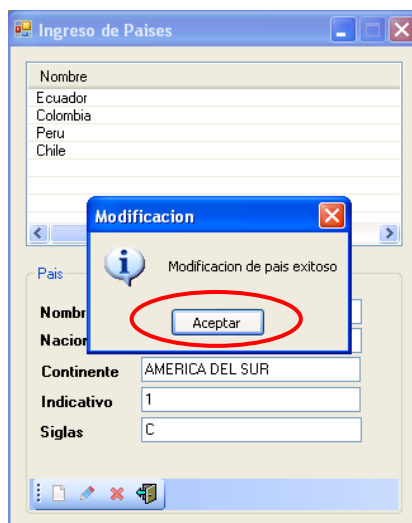 Ingreso de Paises
Nombre
Ecuador
Colombia
Peru
Chile
Modificacion
Modificacion de pais exitoso
Aceptar
Pais
Nombr
Nacion
Continente AMERICA DEL SUR
Indicativo 1
Siglas C